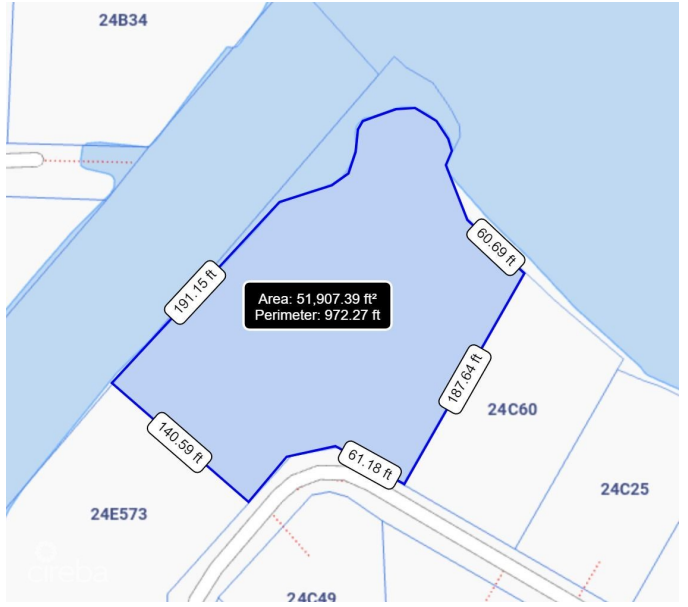 24B34
60.69 ft
191.15 ft
Area: 51,907.39 ft²
Perimeter: 972.27 ft
187.64 ft
24C60
140.59 ft
61.18 ft
24C25
24E573
cireba
24C49